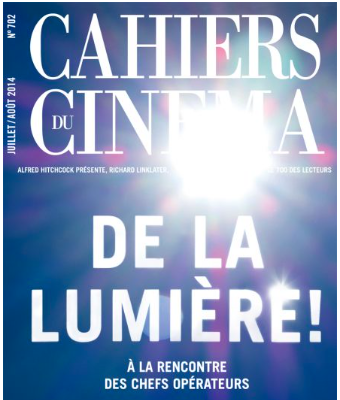 N° 702
JUILLET / AOÛT 2014
CAHIERS
DU CINEMA
ALFRED HITCHCOCK PRÉSENTE, RICHARD LINKLATER, DES LECTEURS
DE LA
LUMIÈRE!
À LA RENCONTRE
DES CHEFS OPÉRATEURS